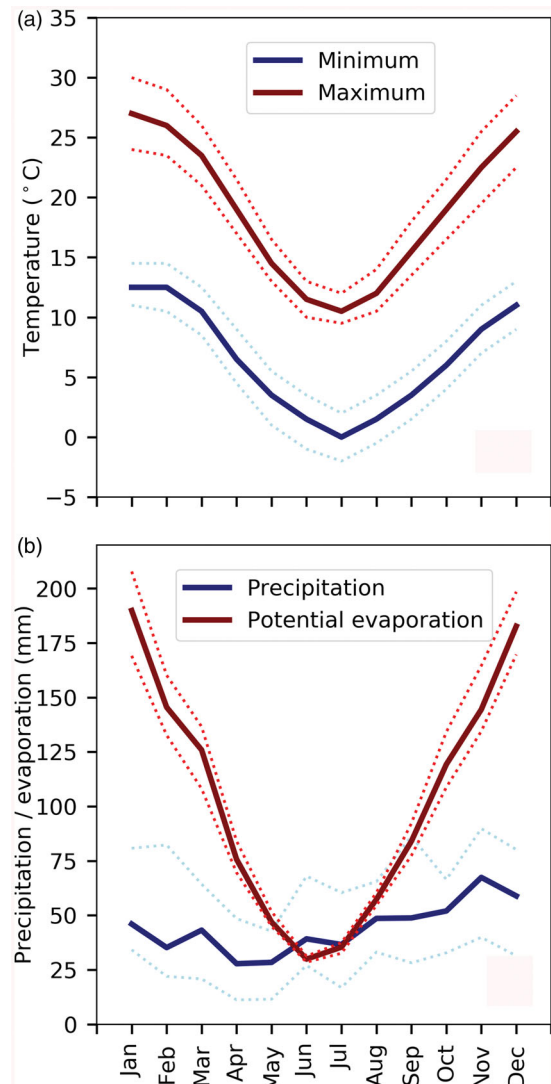 (a)
35
30
25
20
15
10
5
0
−5
Temperature (°C)
Minimum
Maximum
(b)
200
175
150
125
100
75
50
25
0
Precipitation / evaporation (mm)
Precipitation
Potential evaporation
Jan
Feb
Mar
Apr
May
Jun
Jul
Aug
Sep
Oct
Nov
Dec